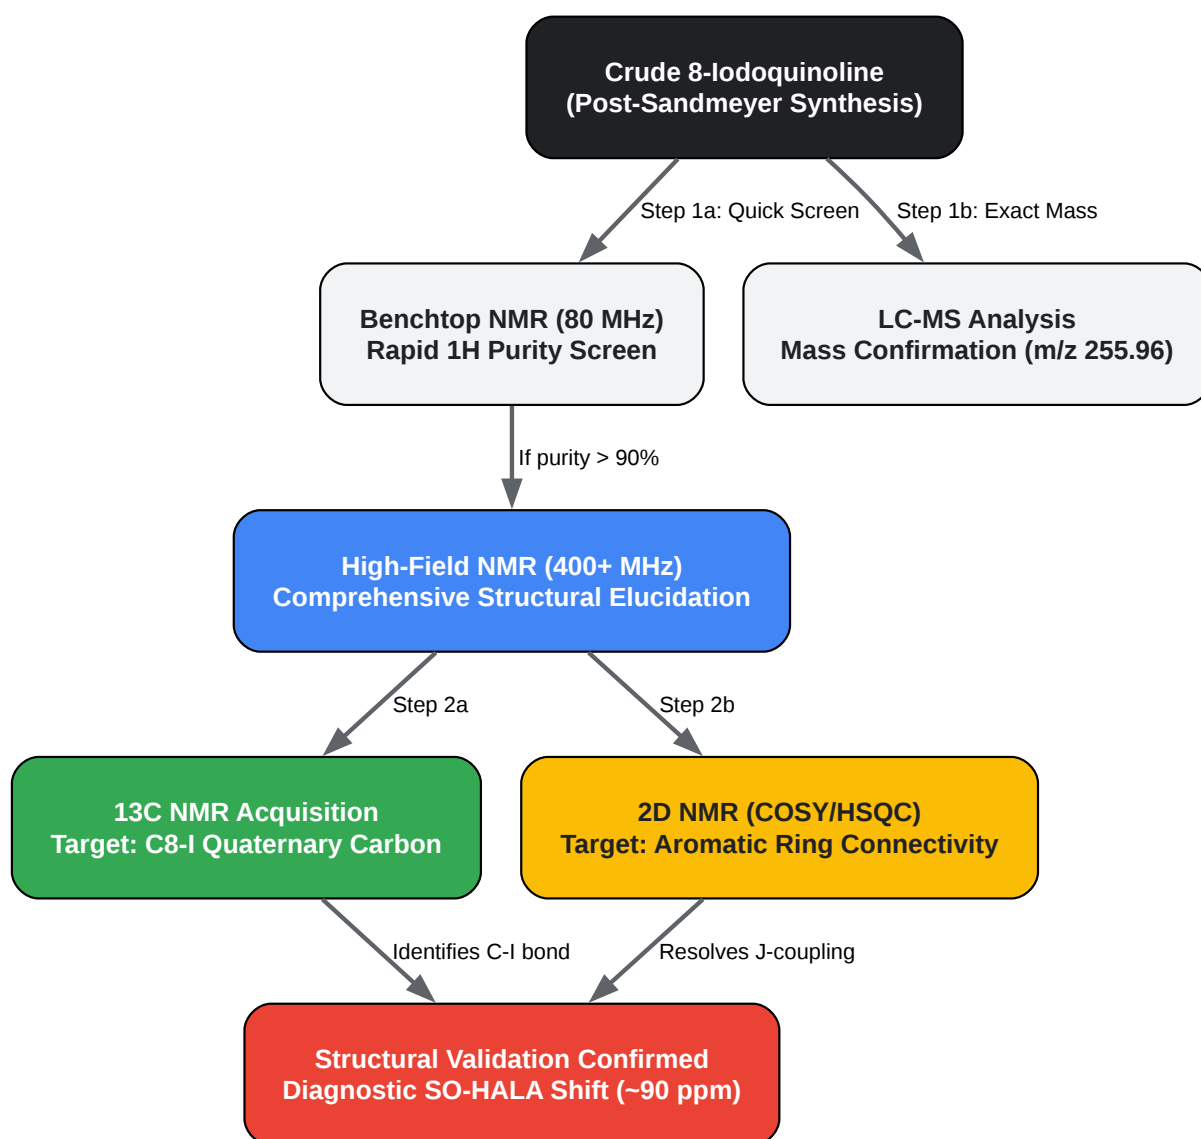 Crude 8-Iodoquinoline
(Post-Sandmeyer Synthesis)
Step 1a: Quick Screen
Step 1b: Exact Mass
Benchtop NMR (80 MHz)
Rapid 1H Purity Screen
LC-MS Analysis
Mass Confirmation (m/z 255.96)
If purity > 90%
High-Field NMR (400+ MHz)
Comprehensive Structural Elucidation
Step 2a
Step 2b
13C NMR Acquisition
Target: C8-I Quaternary Carbon
2D NMR (COSY/HSQC)
Target: Aromatic Ring Connectivity
Identifies C-I bond
Resolves J-coupling
Structural Validation Confirmed
Diagnostic SO-HALA Shift (~90 ppm)